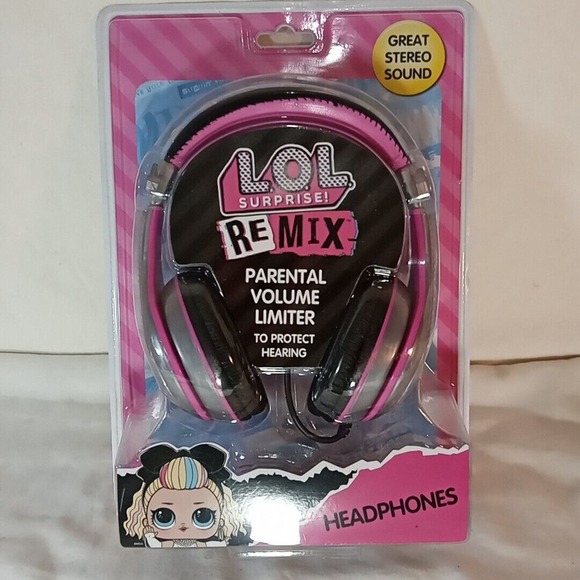 GREAT
STEREO
SOUND
L.O.L.
SURPRISE!
REMIX
PARENTAL
VOLUME
LIMITER
TO PROTECT
HEARING
HEADPHONES